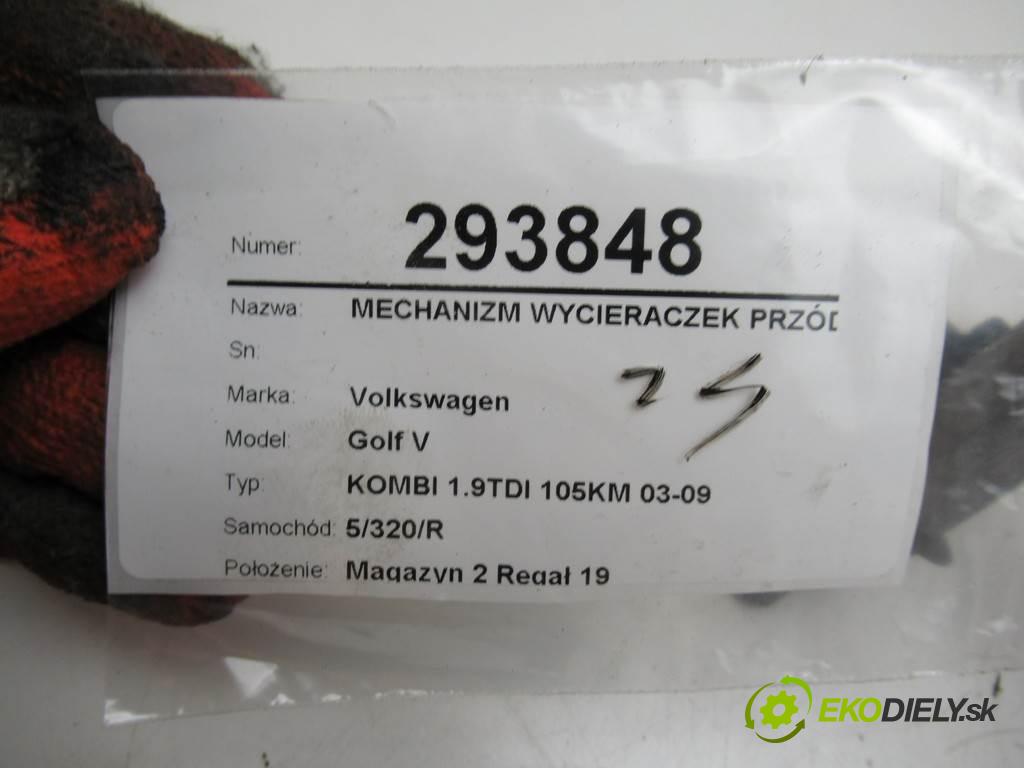 Numer: 293848
Nazwa: MECHANIZM WYCIERACZEK PRZÓD
Sn:
Marka: Volkswagen
Model: Golf V
Typ: KOMBI 1.9TDI 105KM 03-09
Samochód: 5/320/R
Położenie: Magazyn 2 Regał 19
EKODIELY.sk